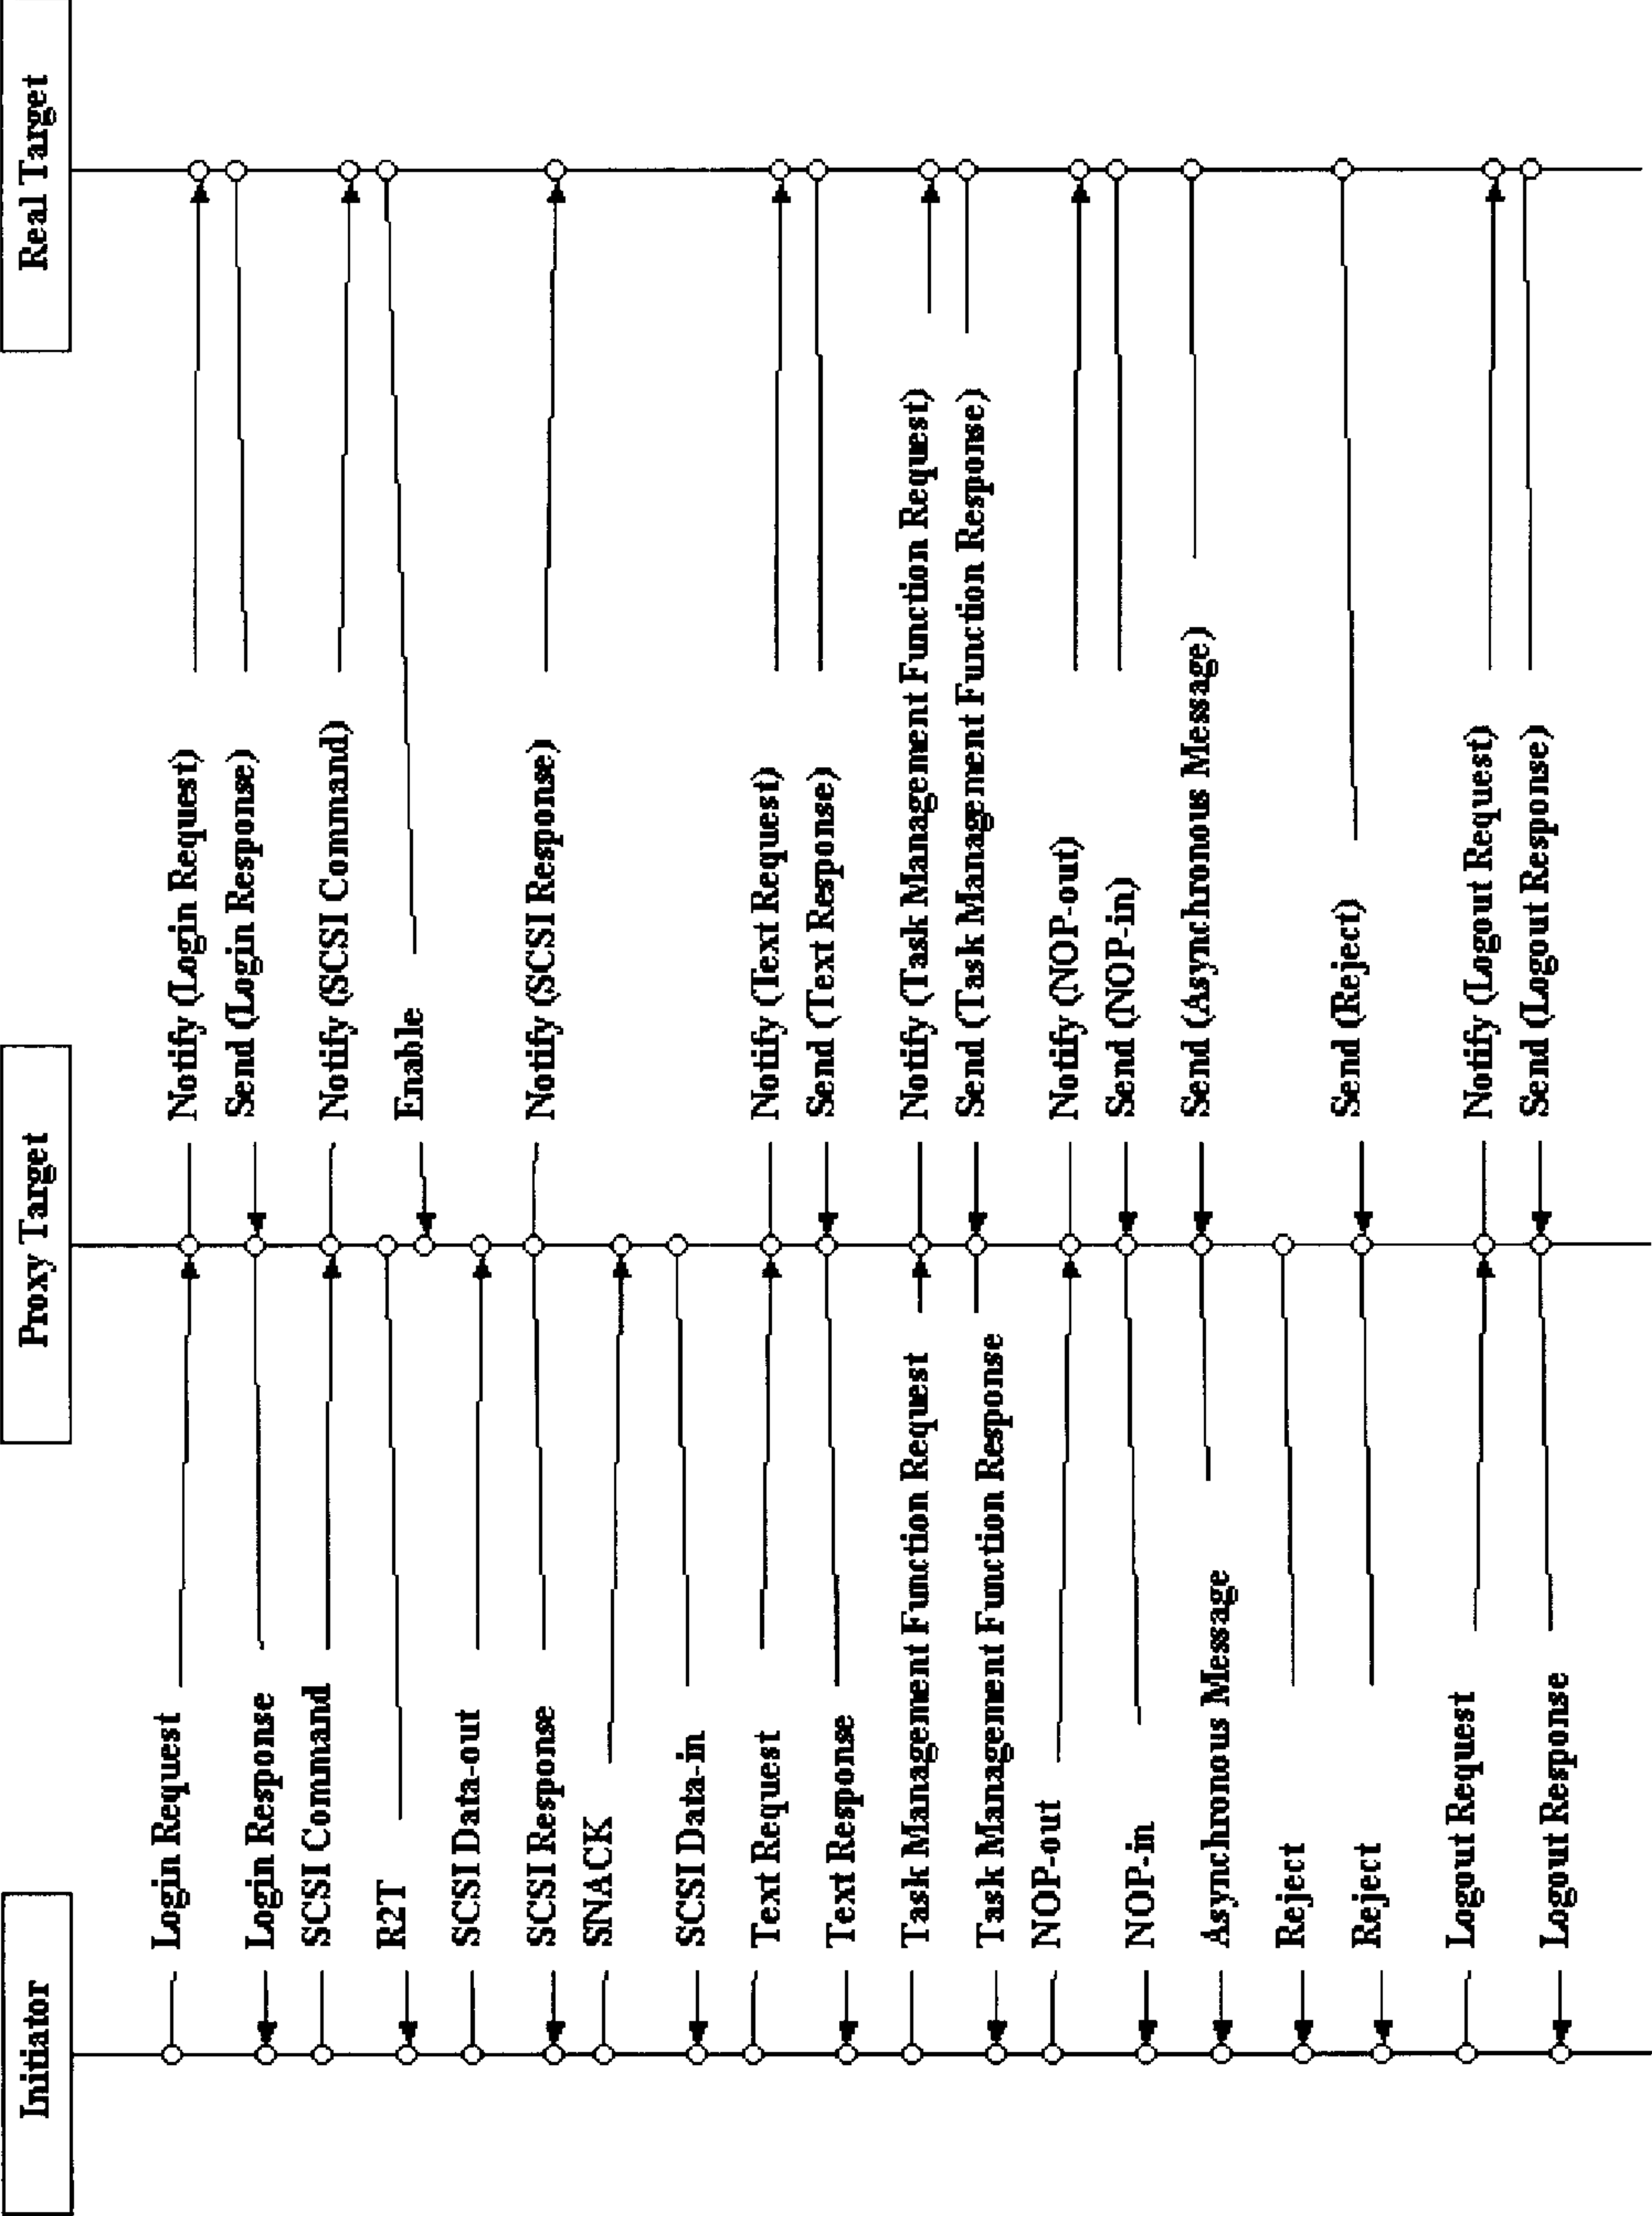 Initiator
Proxy Target
Real Target
Login Request
Notify (Login Request)
Send (Login Response)
Login Response
SCSI Command
Notify (SCSI Command)
R2T
Enable
SCSI Data-out
SCSI Response
Notify (SCSI Response)
SNACK
SCSI Data-in
Text Request
Notify (Text Request)
Text Response
Send (Text Response)
Task Management Function Request
Notify (Task Management Function Request)
Task Management Function Response
Send (Task Management Function Response)
NOP-out
Notify (NOP-out)
NOP-in
Send (NOP-in)
Asynchronous Message
Send (Asynchronous Message)
Reject
Reject
Send (Reject)
Logout Request
Notify (Logout Request)
Logout Response
Send (Logout Response)